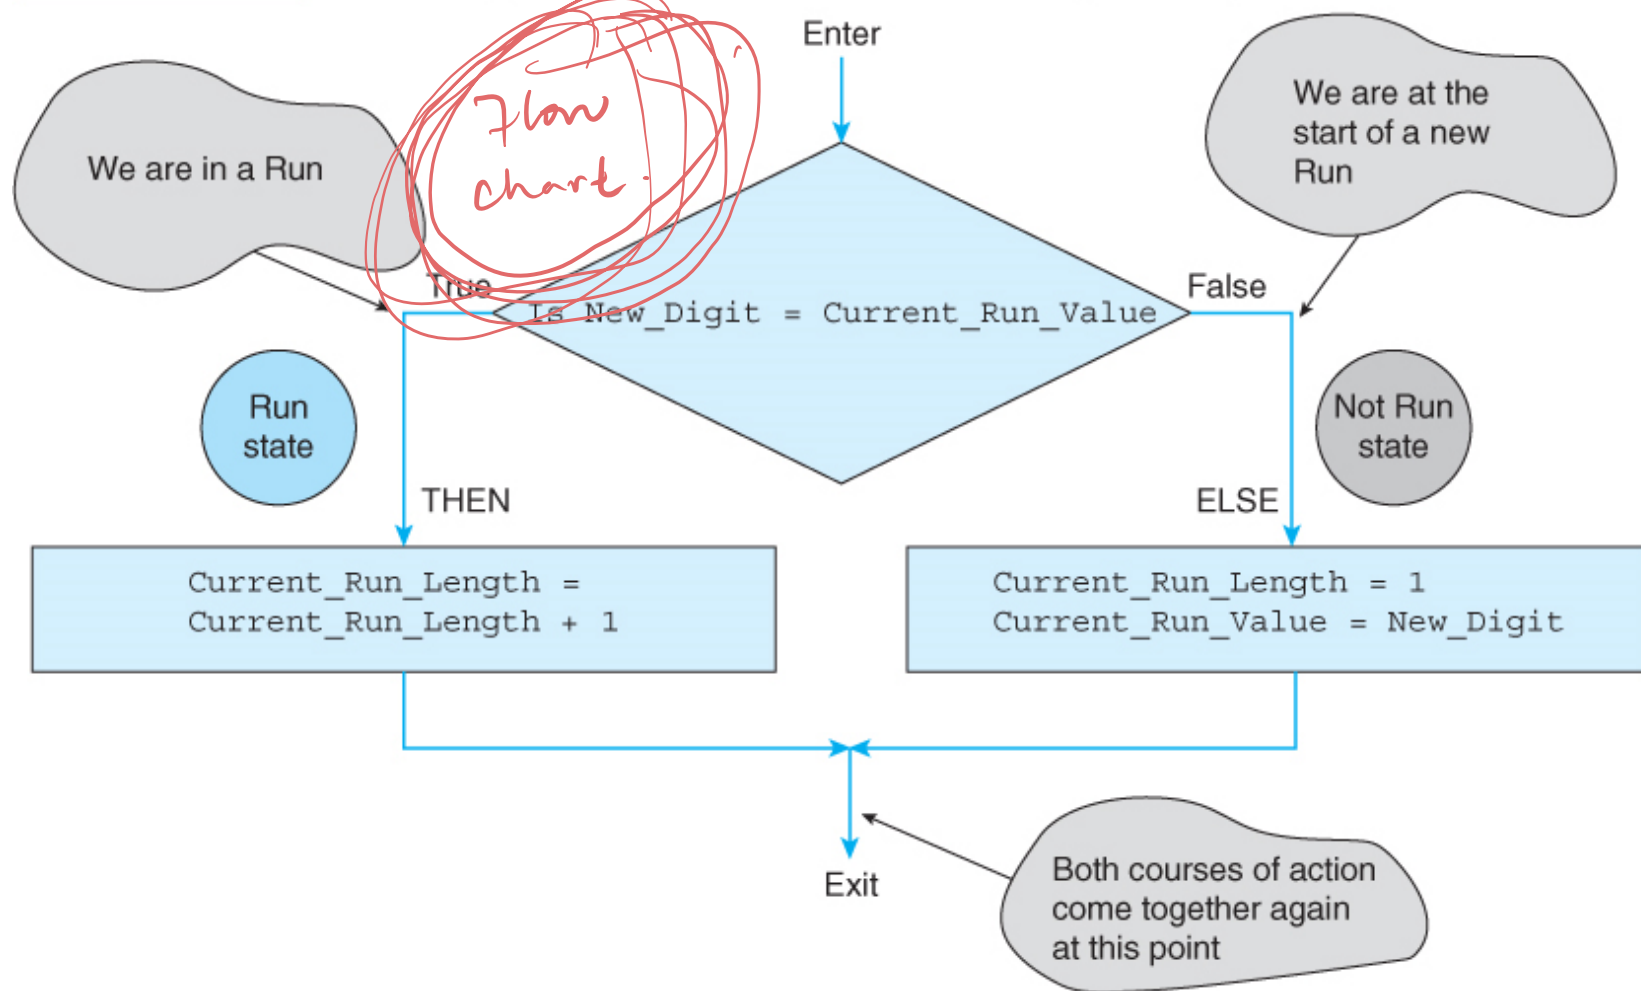 Enter
We are in a Run
Flow
chart.
We are at the
start of a new
Run
True
False
Is New_Digit = Current_Run_Value
Run
state
Not Run
state
THEN
ELSE
Current_Run_Length =
Current_Run_Length + 1
Current_Run_Length = 1
Current_Run_Value = New_Digit
Exit
Both courses of action
come together again
at this point